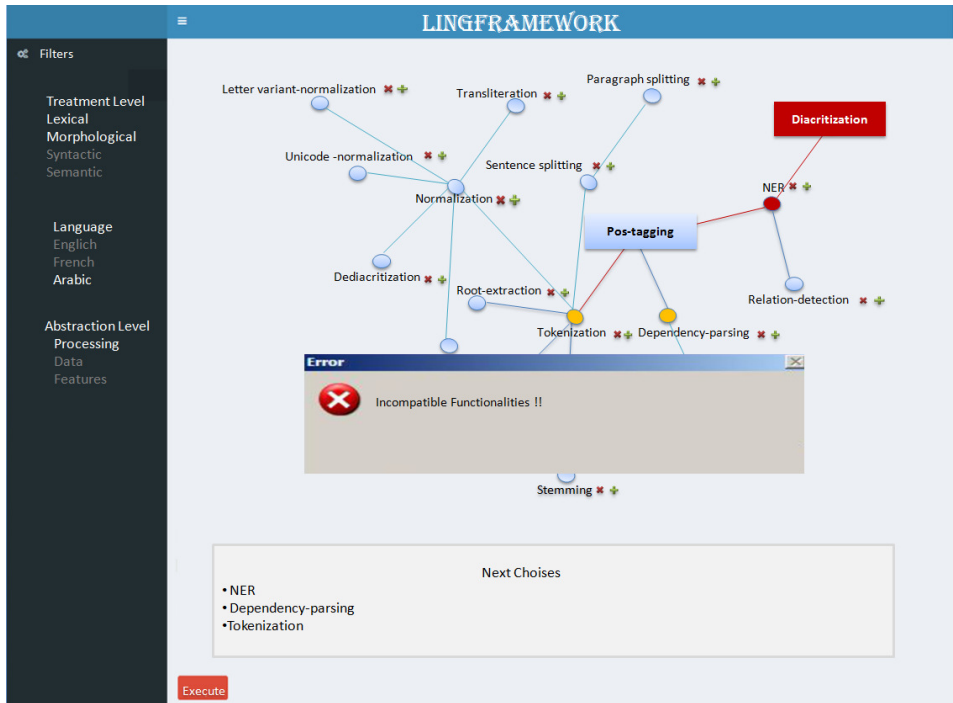 LINGFRAMEWORK
Filters
Treatment Level
Lexical
Morphological
Syntactic
Semantic
Language
Englich
French
Arabic
Abstraction Level
Processing
Data
Features
Letter variant-normalization
Transliteration
Paragraph splitting
Diacritization
Unicode -normalization
Sentence splitting
NER
Normalization
Pos-tagging
Dediacritization
Root-extraction
Relation-detection
Tokenization
Dependency-parsing
Error
Incompatible Functionalities !!
Stemming
Next Choises
• NER
• Dependency-parsing
•Tokenization
Execute